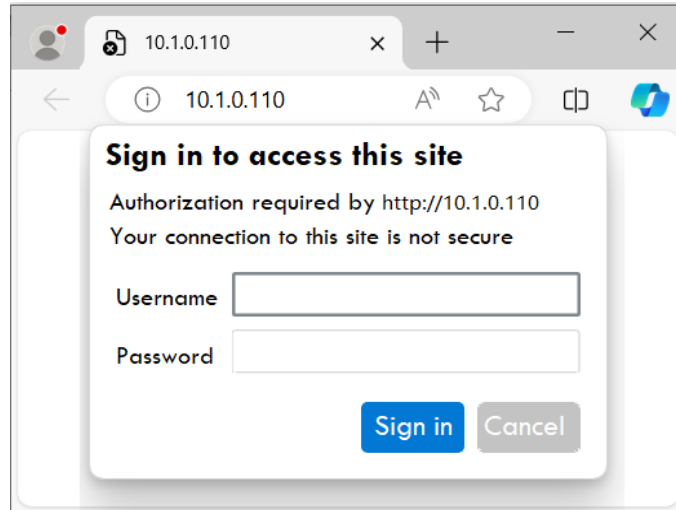 10.1.0.110
10.1.0.110
Sign in to access this site
Authorization required by http://10.1.0.110
Your connection to this site is not secure
Username
Password
Sign in Cancel